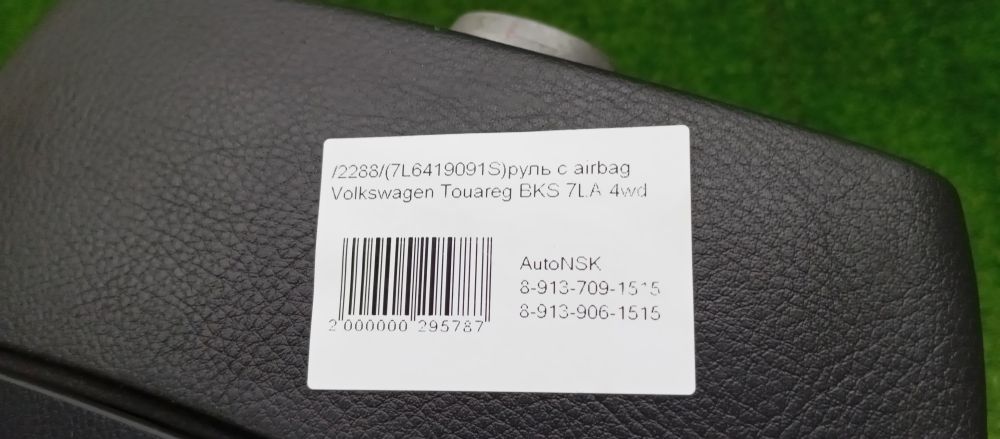 /2288/(7L6419091S)руль с airbag
Volkswagen Touareg BKS 7LA 4wd
AutoNSK
8-913-709-1515
8-913-906-1515
2 000000 295787